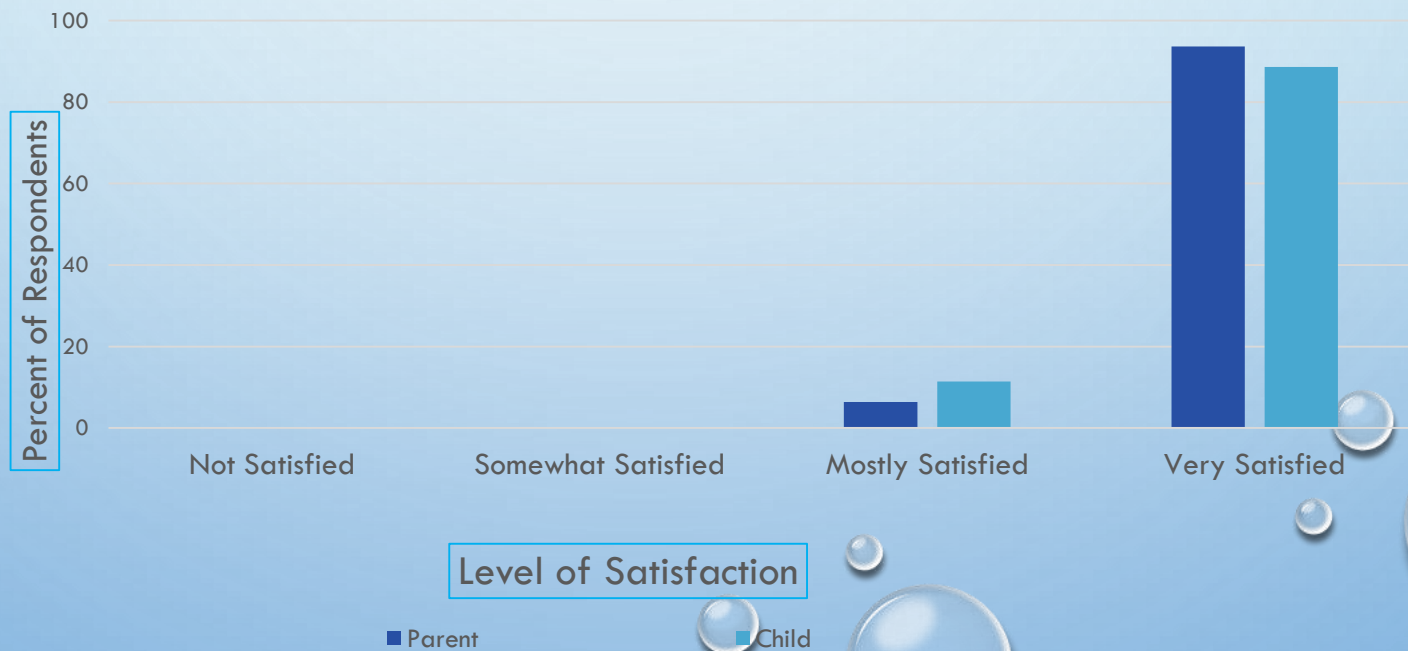 100
80
60
40
20
0
Percent of Respondents
Not Satisfied Somewhat Satisfied Mostly Satisfied Very Satisfied
Level of Satisfaction
Parent Child